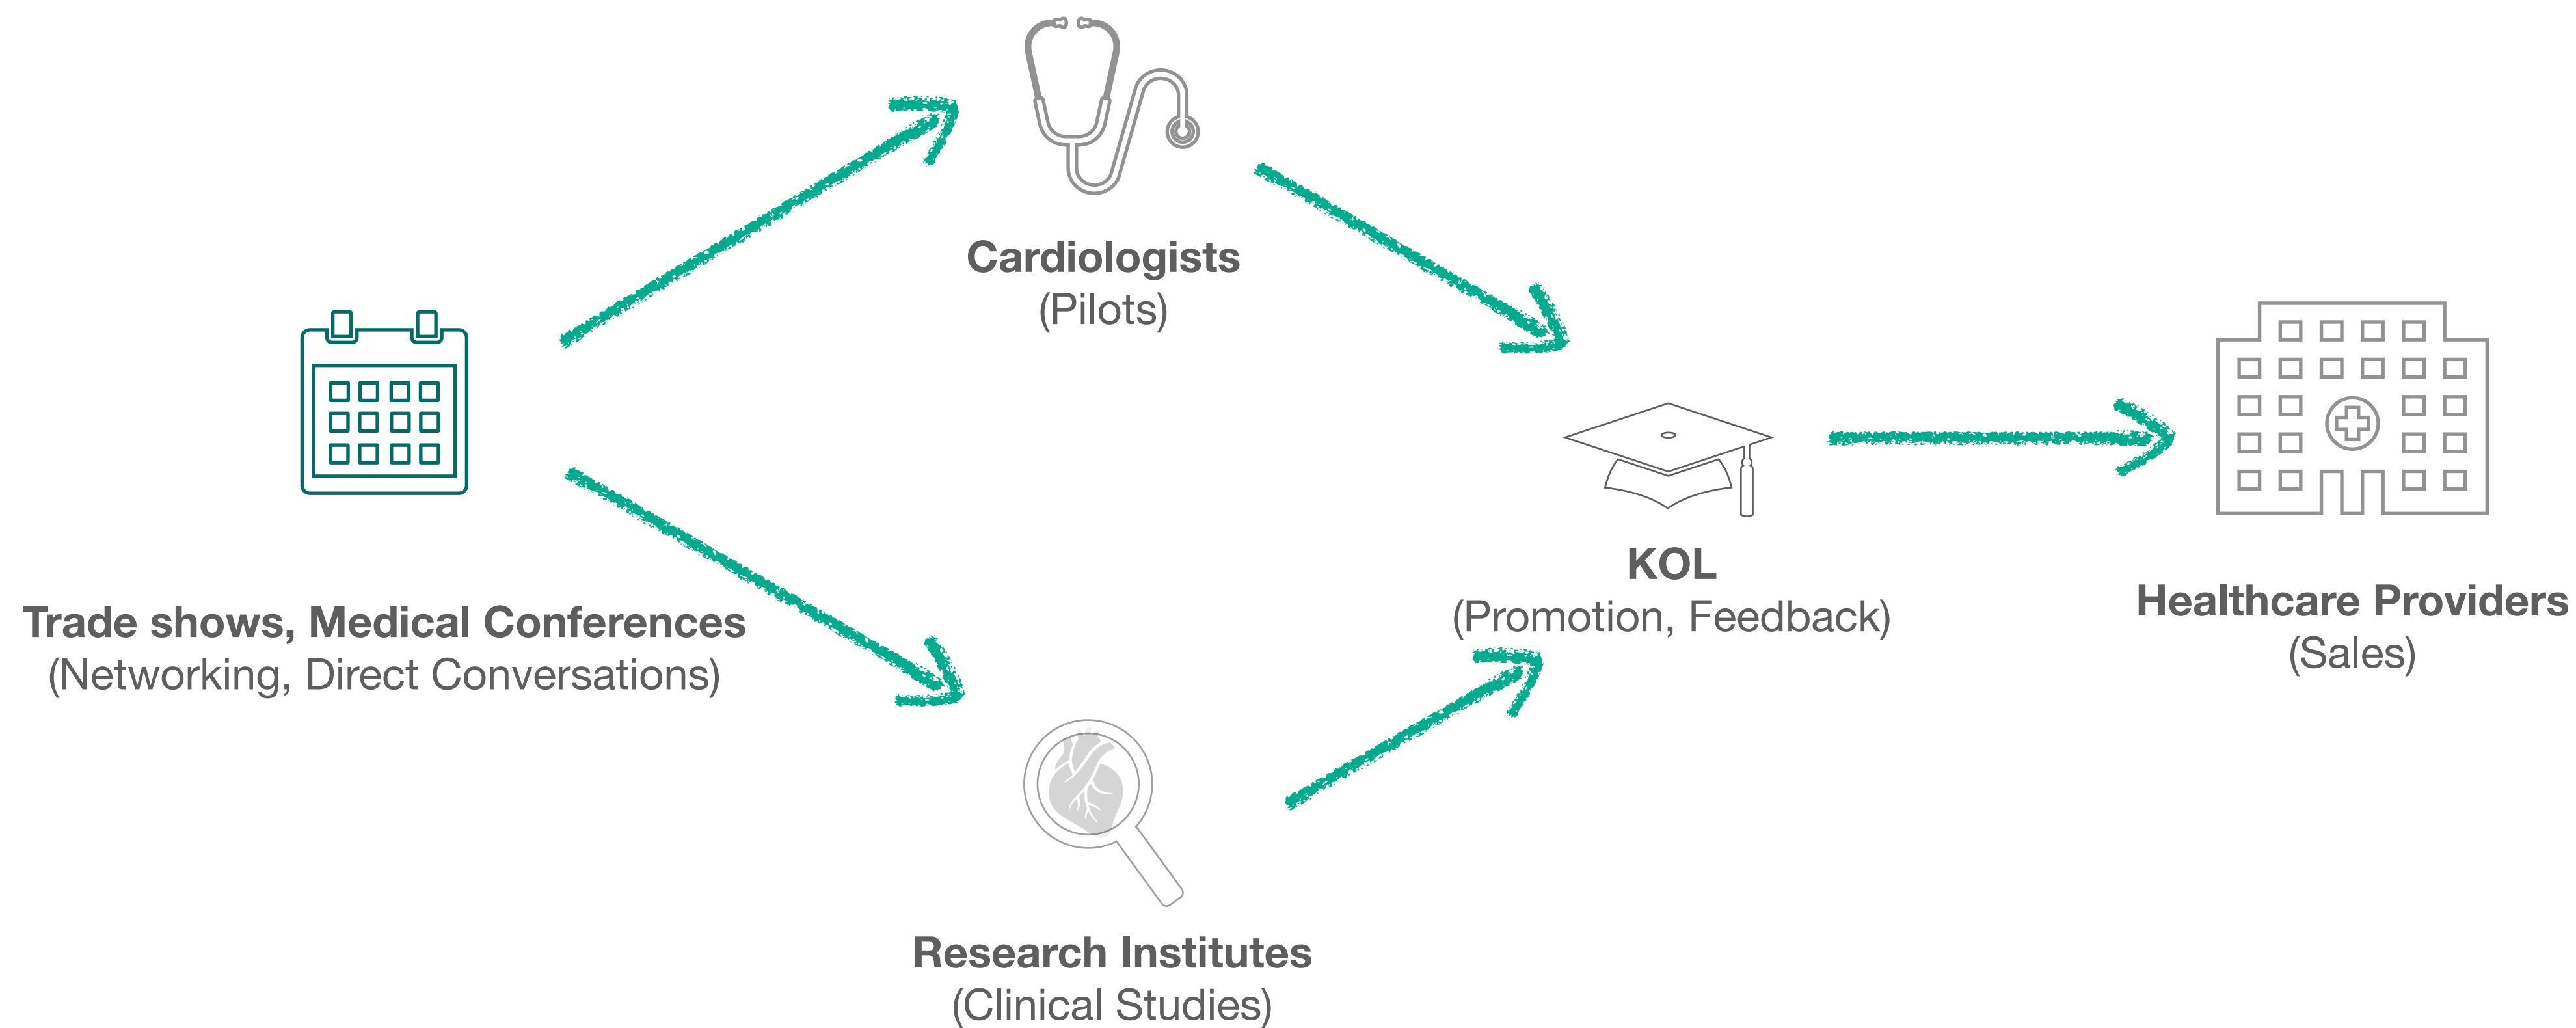 Cardiologists
(Pilots)
Trade shows, Medical Conferences
(Networking, Direct Conversations)
KOL
(Promotion, Feedback)
Healthcare Providers
(Sales)
Research Institutes
(Clinical Studies)